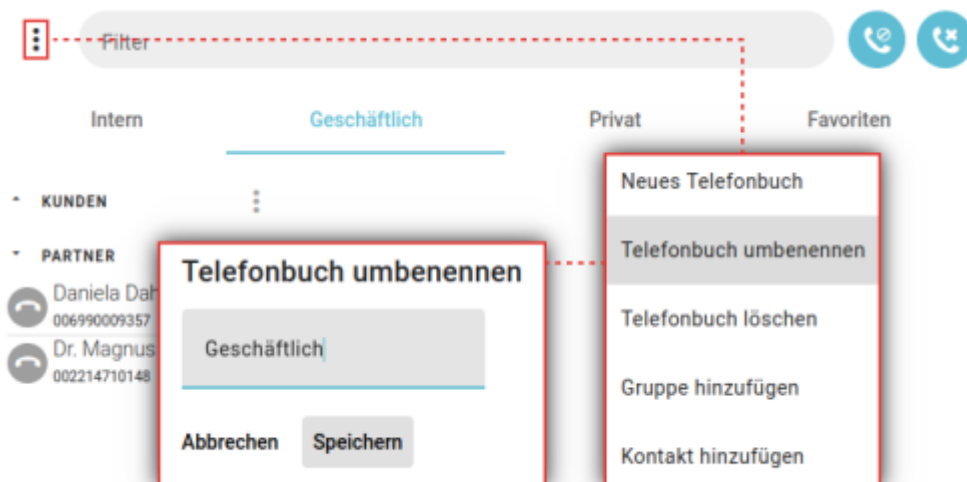 Filter
Intern Geschäftlich Privat Favoriten
KUNDEN
PARTNER
Daniela Dah
006990009357
Dr. Magnus
002214710148
Telefonbuch umbenennen
Geschäftlich
Abbrechen Speichern
Neues Telefonbuch
Telefonbuch umbenennen
Telefonbuch löschen
Gruppe hinzufügen
Kontakt hinzufügen